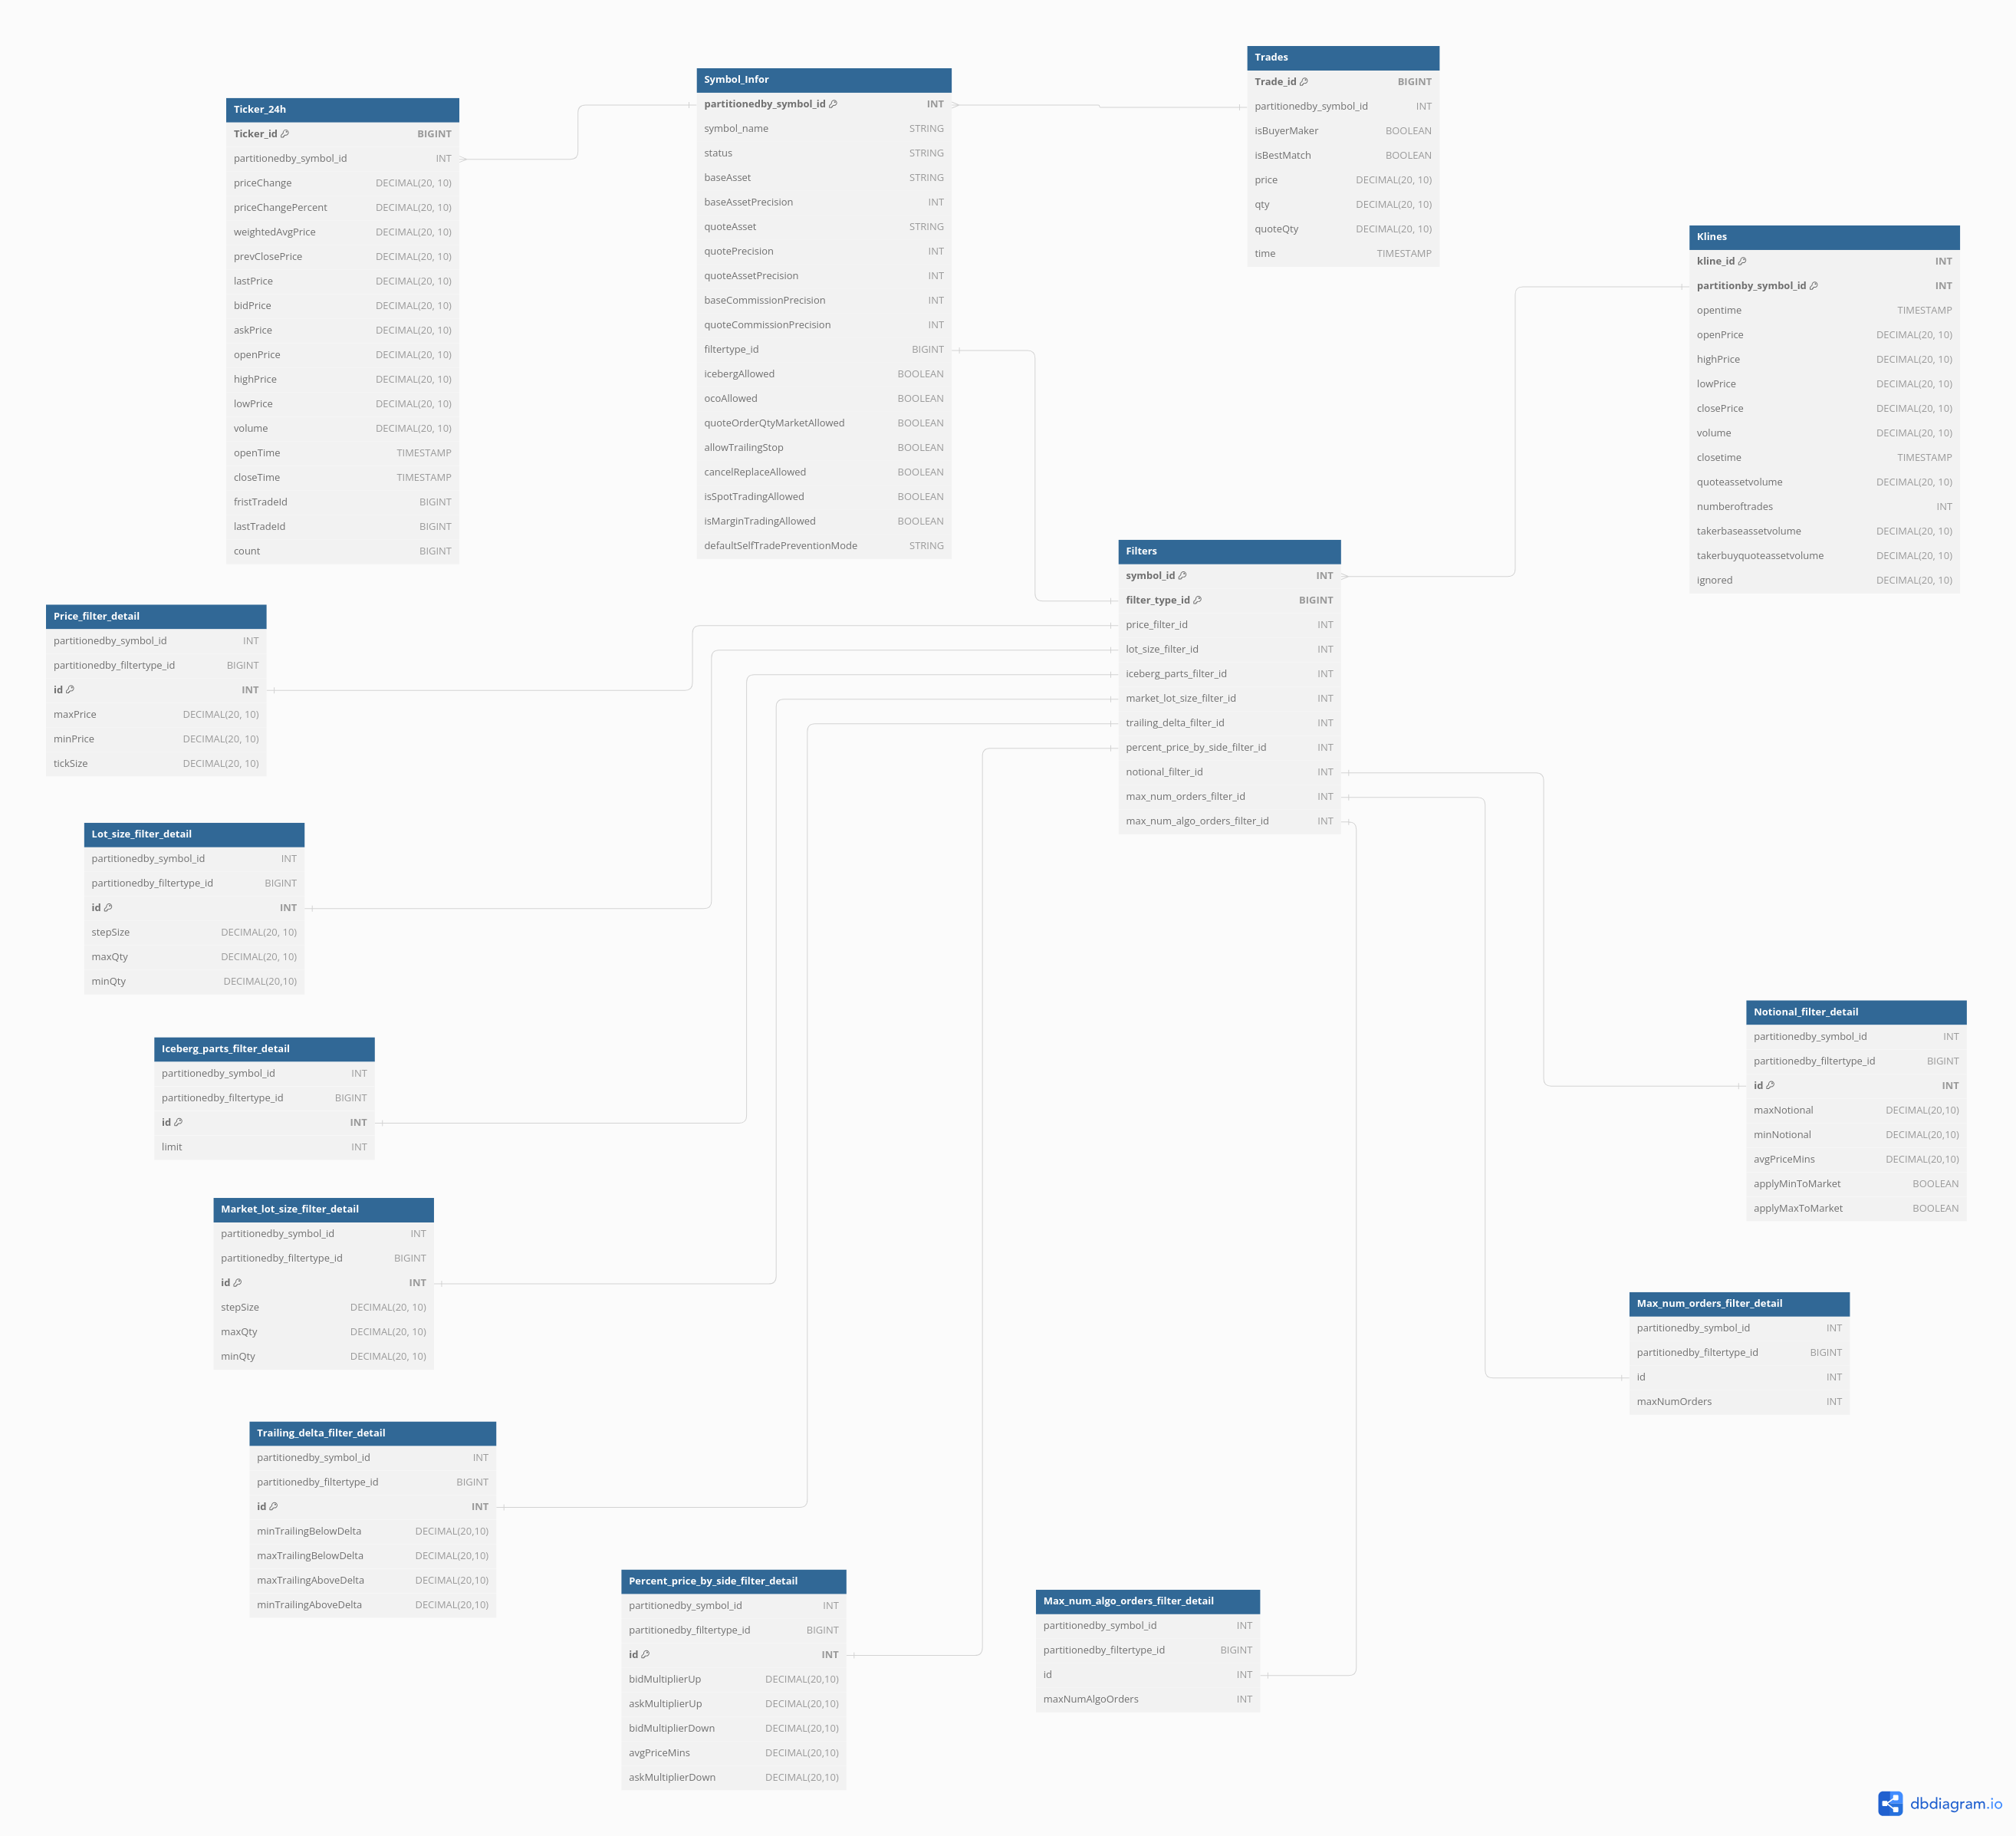 Ticker_24h
Ticker_id BIGINT
partitionedby_symbol_id INT
priceChange DECIMAL(20, 10)
priceChangePercent DECIMAL(20, 10)
weightedAvgPrice DECIMAL(20, 10)
prevClosePrice DECIMAL(20, 10)
lastPrice DECIMAL(20, 10)
bidPrice DECIMAL(20, 10)
askPrice DECIMAL(20, 10)
openPrice DECIMAL(20, 10)
highPrice DECIMAL(20, 10)
lowPrice DECIMAL(20, 10)
volume DECIMAL(20, 10)
openTime TIMESTAMP
closeTime TIMESTAMP
fristTradeId BIGINT
lastTradeId BIGINT
count BIGINT
Symbol_Infor
partitionedby_symbol_id INT
symbol_name STRING
status STRING
baseAsset STRING
baseAssetPrecision INT
quoteAsset STRING
quotePrecision INT
quoteAssetPrecision INT
baseCommissionPrecision INT
quoteCommissionPrecision INT
filtertype_id BIGINT
icebergAllowed BOOLEAN
ocoAllowed BOOLEAN
quoteOrderQtyMarketAllowed BOOLEAN
allowTrailingStop BOOLEAN
cancelReplaceAllowed BOOLEAN
isSpotTradingAllowed BOOLEAN
isMarginTradingAllowed BOOLEAN
defaultSelfTradePreventionMode STRING
Trades
Trade_id BIGINT
partitionedby_symbol_id INT
isBuyerMaker BOOLEAN
isBestMatch BOOLEAN
price DECIMAL(20, 10)
qty DECIMAL(20, 10)
quoteQty DECIMAL(20, 10)
time TIMESTAMP
Klines
kline_id INT
partitionby_symbol_id INT
opentime TIMESTAMP
openPrice DECIMAL(20, 10)
highPrice DECIMAL(20, 10)
lowPrice DECIMAL(20, 10)
closePrice DECIMAL(20, 10)
volume DECIMAL(20, 10)
closetime TIMESTAMP
quoteassetvolume DECIMAL(20, 10)
numberoftrades INT
takerbaseassetvolume DECIMAL(20, 10)
takerbuyquoteassetvolume DECIMAL(20, 10)
ignored DECIMAL(20, 10)
Filters
symbol_id INT
filter_type_id BIGINT
price_filter_id INT
lot_size_filter_id INT
iceberg_parts_filter_id INT
market_lot_size_filter_id INT
trailing_delta_filter_id INT
percent_price_by_side_filter_id INT
notional_filter_id INT
max_num_orders_filter_id INT
max_num_algo_orders_filter_id INT
Price_filter_detail
partitionedby_symbol_id INT
partitionedby_filtertype_id BIGINT
id INT
maxPrice DECIMAL(20, 10)
minPrice DECIMAL(20, 10)
tickSize DECIMAL(20, 10)
Lot_size_filter_detail
partitionedby_symbol_id INT
partitionedby_filtertype_id BIGINT
id INT
stepSize DECIMAL(20, 10)
maxQty DECIMAL(20, 10)
minQty DECIMAL(20,10)
Iceberg_parts_filter_detail
partitionedby_symbol_id INT
partitionedby_filtertype_id BIGINT
id INT
limit INT
Market_lot_size_filter_detail
partitionedby_symbol_id INT
partitionedby_filtertype_id BIGINT
id INT
stepSize DECIMAL(20, 10)
maxQty DECIMAL(20, 10)
minQty DECIMAL(20, 10)
Trailing_delta_filter_detail
partitionedby_symbol_id INT
partitionedby_filtertype_id BIGINT
id INT
minTrailingBelowDelta DECIMAL(20,10)
maxTrailingBelowDelta DECIMAL(20,10)
maxTrailingAboveDelta DECIMAL(20,10)
minTrailingAboveDelta DECIMAL(20,10)
Percent_price_by_side_filter_detail
partitionedby_symbol_id INT
partitionedby_filtertype_id BIGINT
id INT
bidMultiplierUp DECIMAL(20,10)
askMultiplierUp DECIMAL(20,10)
bidMultiplierDown DECIMAL(20,10)
avgPriceMins DECIMAL(20,10)
askMultiplierDown DECIMAL(20,10)
Max_num_algo_orders_filter_detail
partitionedby_symbol_id INT
partitionedby_filtertype_id BIGINT
id INT
maxNumAlgoOrders INT
Notional_filter_detail
partitionedby_symbol_id INT
partitionedby_filtertype_id BIGINT
id INT
maxNotional DECIMAL(20,10)
minNotional DECIMAL(20,10)
avgPriceMins DECIMAL(20,10)
applyMinToMarket BOOLEAN
applyMaxToMarket BOOLEAN
Max_num_orders_filter_detail
partitionedby_symbol_id INT
partitionedby_filtertype_id BIGINT
id INT
maxNumOrders INT
dbdiagram.io